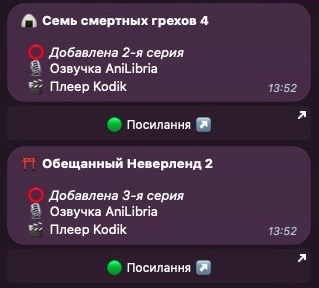 Семь смертных грехов 4
Добавлена 2-я серия
Озвучка AniLibria
Плеер Kodik
13:52
Посилання
Обещанный Неверленд 2
Добавлена 3-я серия
Озвучка AniLibria
Плеер Kodik
13:52
Посилання